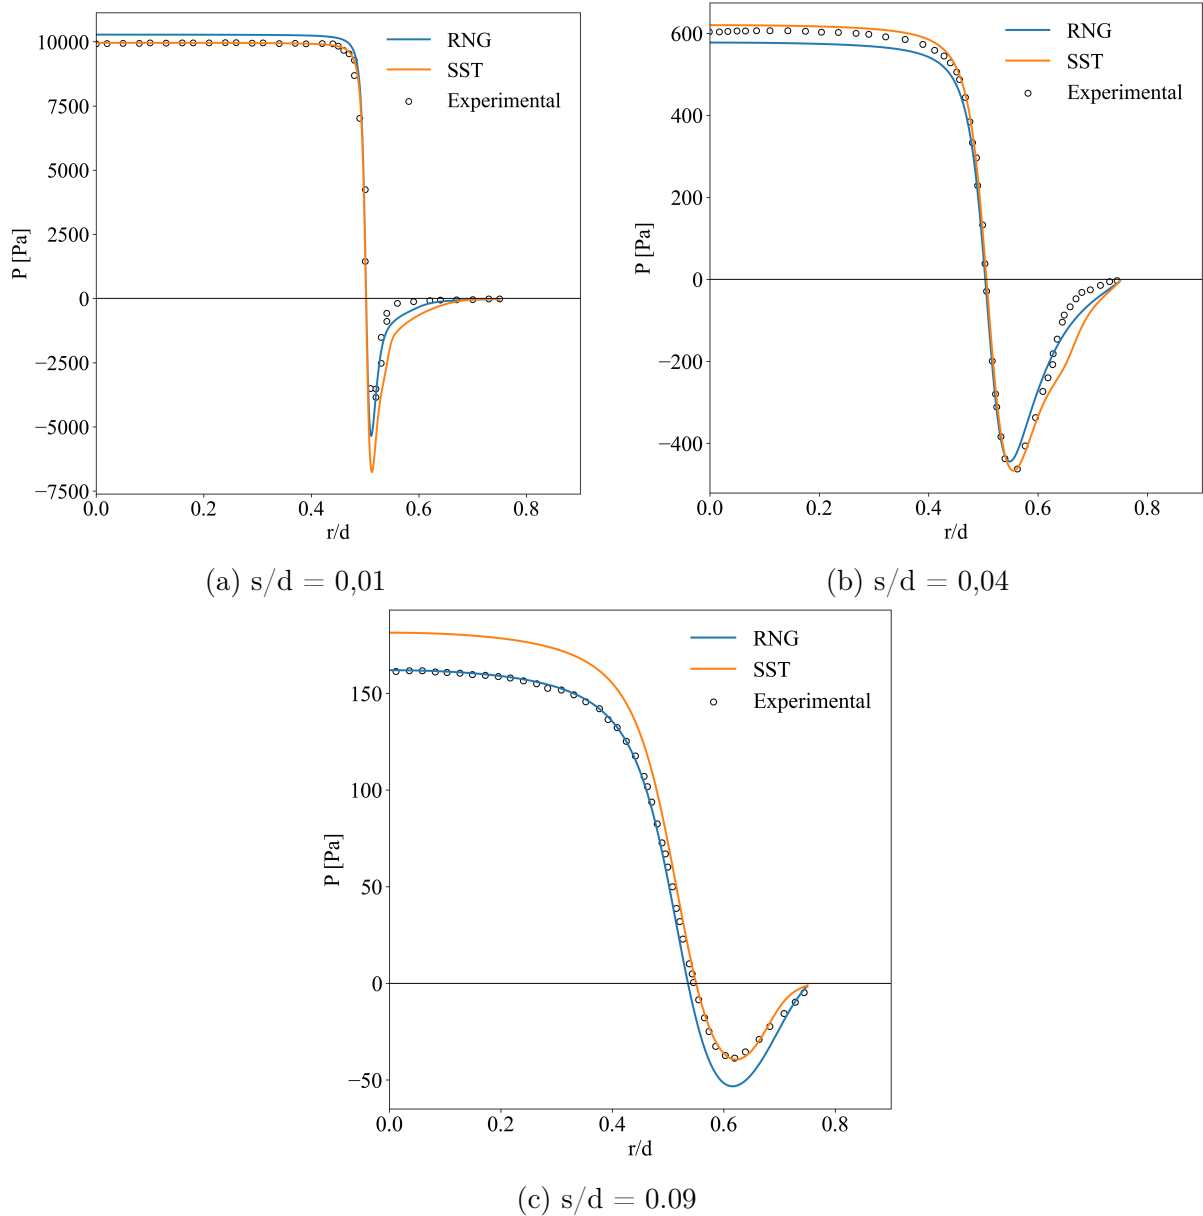 10000
7500
5000
2500
0
−2500
−5000
−7500
P [Pa]
RNG
SST
Experimental
0.0 0.2 0.4 0.6 0.8
r/d
(a) s/d = 0,01
600
400
200
0
−200
−400
P [Pa]
RNG
SST
Experimental
0.0 0.2 0.4 0.6 0.8
r/d
(b) s/d = 0,04
150
100
50
0
−50
P [Pa]
RNG
SST
Experimental
0.0 0.2 0.4 0.6 0.8
r/d
(c) s/d = 0.09